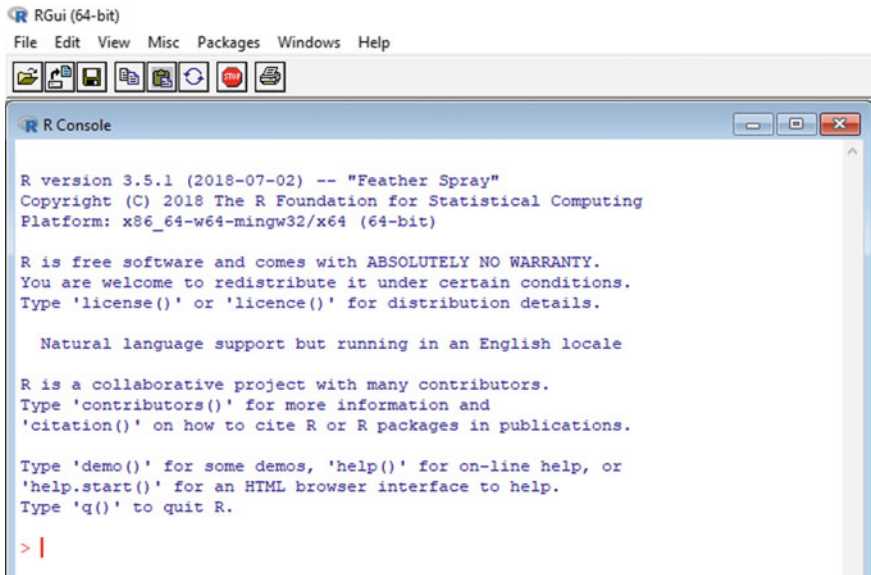 RGui (64-bit)
File Edit View Misc Packages Windows Help
STOP
R Console
R version 3.5.1 (2018-07-02) -- "Feather Spray"
Copyright (C) 2018 The R Foundation for Statistical Computing
Platform: x86_64-w64-mingw32/x64 (64-bit)
R is free software and comes with ABSOLUTELY NO WARRANTY.
You are welcome to redistribute it under certain conditions.
Type 'license()' or 'licence()' for distribution details.
Natural language support but running in an English locale
R is a collaborative project with many contributors.
Type 'contributors()' for more information and
'citation()' on how to cite R or R packages in publications.
Type 'demo()' for some demos, 'help()' for on-line help, or
'help.start()' for an HTML browser interface to help.
Type 'q()' to quit R.
>